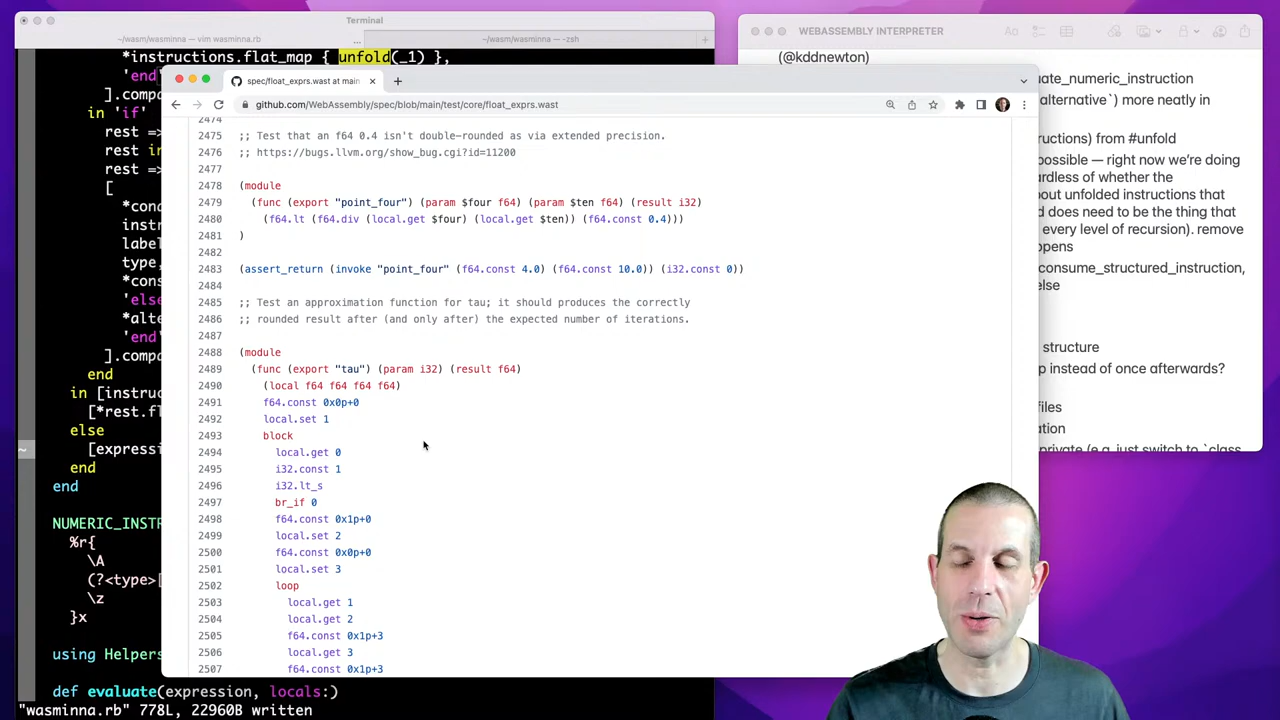 Terminal
~/wasm/wasminna — vim wasminna.rb
...
~/wasm/wasminna — -zsh
*instructions.flat_map { unfold(_1) },
'end'
].compa
in 'if'
rest =>
rest in
rest =>
[
*cond
instr
label
type,
*cons
'else
*alte
'end'
].compa
end
in [instruc
[*rest.fl
else
[expressi
end
end
NUMERIC_INSTR
%r{
\A
(?<type>[
\z
}x
using Helpers
def evaluate(expression, locals:)
"wasminna.rb" 778L, 22960B written
spec/float_exprs.wast at main
github.com/WebAssembly/spec/blob/main/test/core/float_exprs.wast
2474
2475 ;; Test that an f64 0.4 isn't double-rounded as via extended precision.
2476 ;; https://bugs.llvm.org/show_bug.cgi?id=11200
2477
2478 (module
2479 (func (export "point_four") (param $four f64) (param $ten f64) (result i32)
2480 (f64.lt (f64.div (local.get $four) (local.get $ten)) (f64.const 0.4)))
2481 )
2482
2483 (assert_return (invoke "point_four" (f64.const 4.0) (f64.const 10.0)) (i32.const 0))
2484
2485 ;; Test an approximation function for tau; it should produces the correctly
2486 ;; rounded result after (and only after) the expected number of iterations.
2487
2488 (module
2489 (func (export "tau") (param i32) (result f64)
2490 (local f64 f64 f64 f64)
2491 f64.const 0x0p+0
2492 local.set 1
2493 block
2494 local.get 0
2495 i32.const 1
2496 i32.lt_s
2497 br_if 0
2498 f64.const 0x1p+0
2499 local.set 2
2500 f64.const 0x0p+0
2501 local.set 3
2502 loop
2503 local.get 1
2504 local.get 2
2505 f64.const 0x1p+3
2506 local.get 3
2507 f64.const 0x1p+3
WEBASSEMBLY INTERPRETER
(@kddnewton)
uate_numeric_instruction
alternative`) more neatly in
ctions) from #unfold
possible — right now we're doing
ardless of whether the
bout unfolded instructions that
d does need to be the thing that
every level of recursion). remove
opens
consume_structured_instruction,
else
structure
p instead of once afterwards?
files
ation
private (e.g. just switch to `class